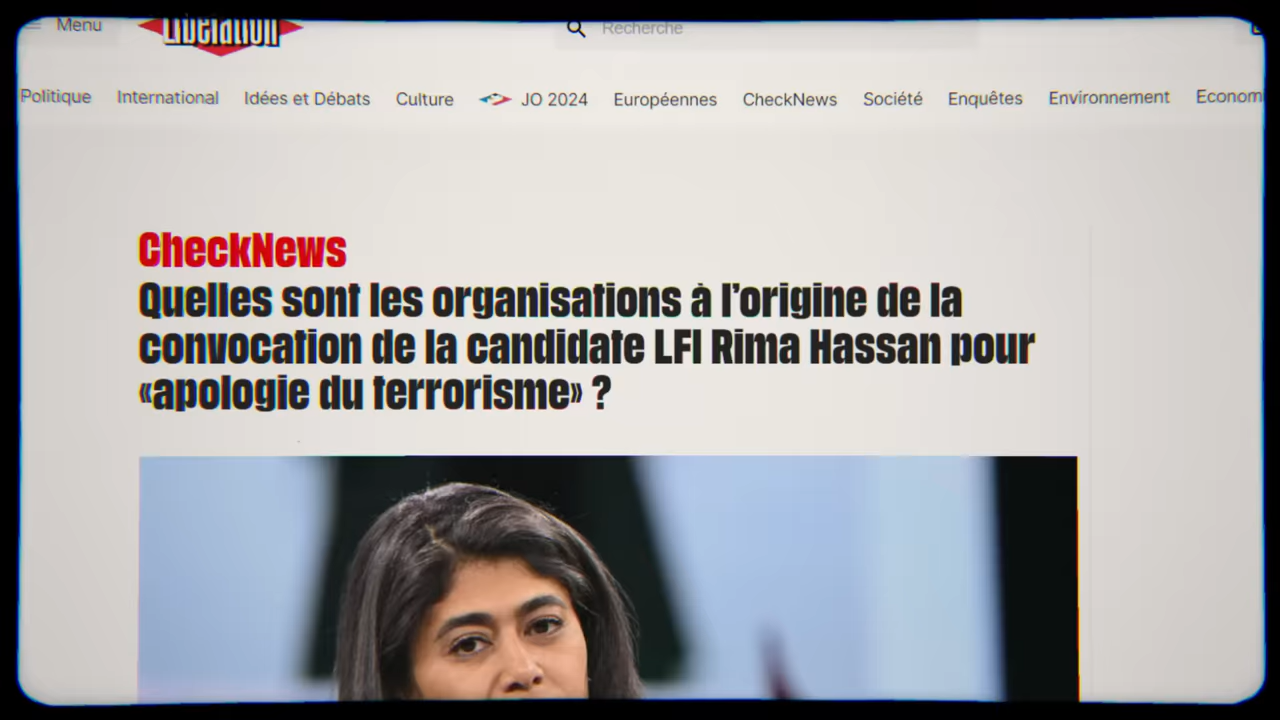 Menu
Libération
Recherche
Politique International Idées et Débats Culture JO 2024 Européennes CheckNews Société Enquêtes Environnement
CheckNews
Quelles sont les organisations à l’origine de la
convocation de la candidate LFI Rima Hassan pour
«apologie du terrorisme» ?